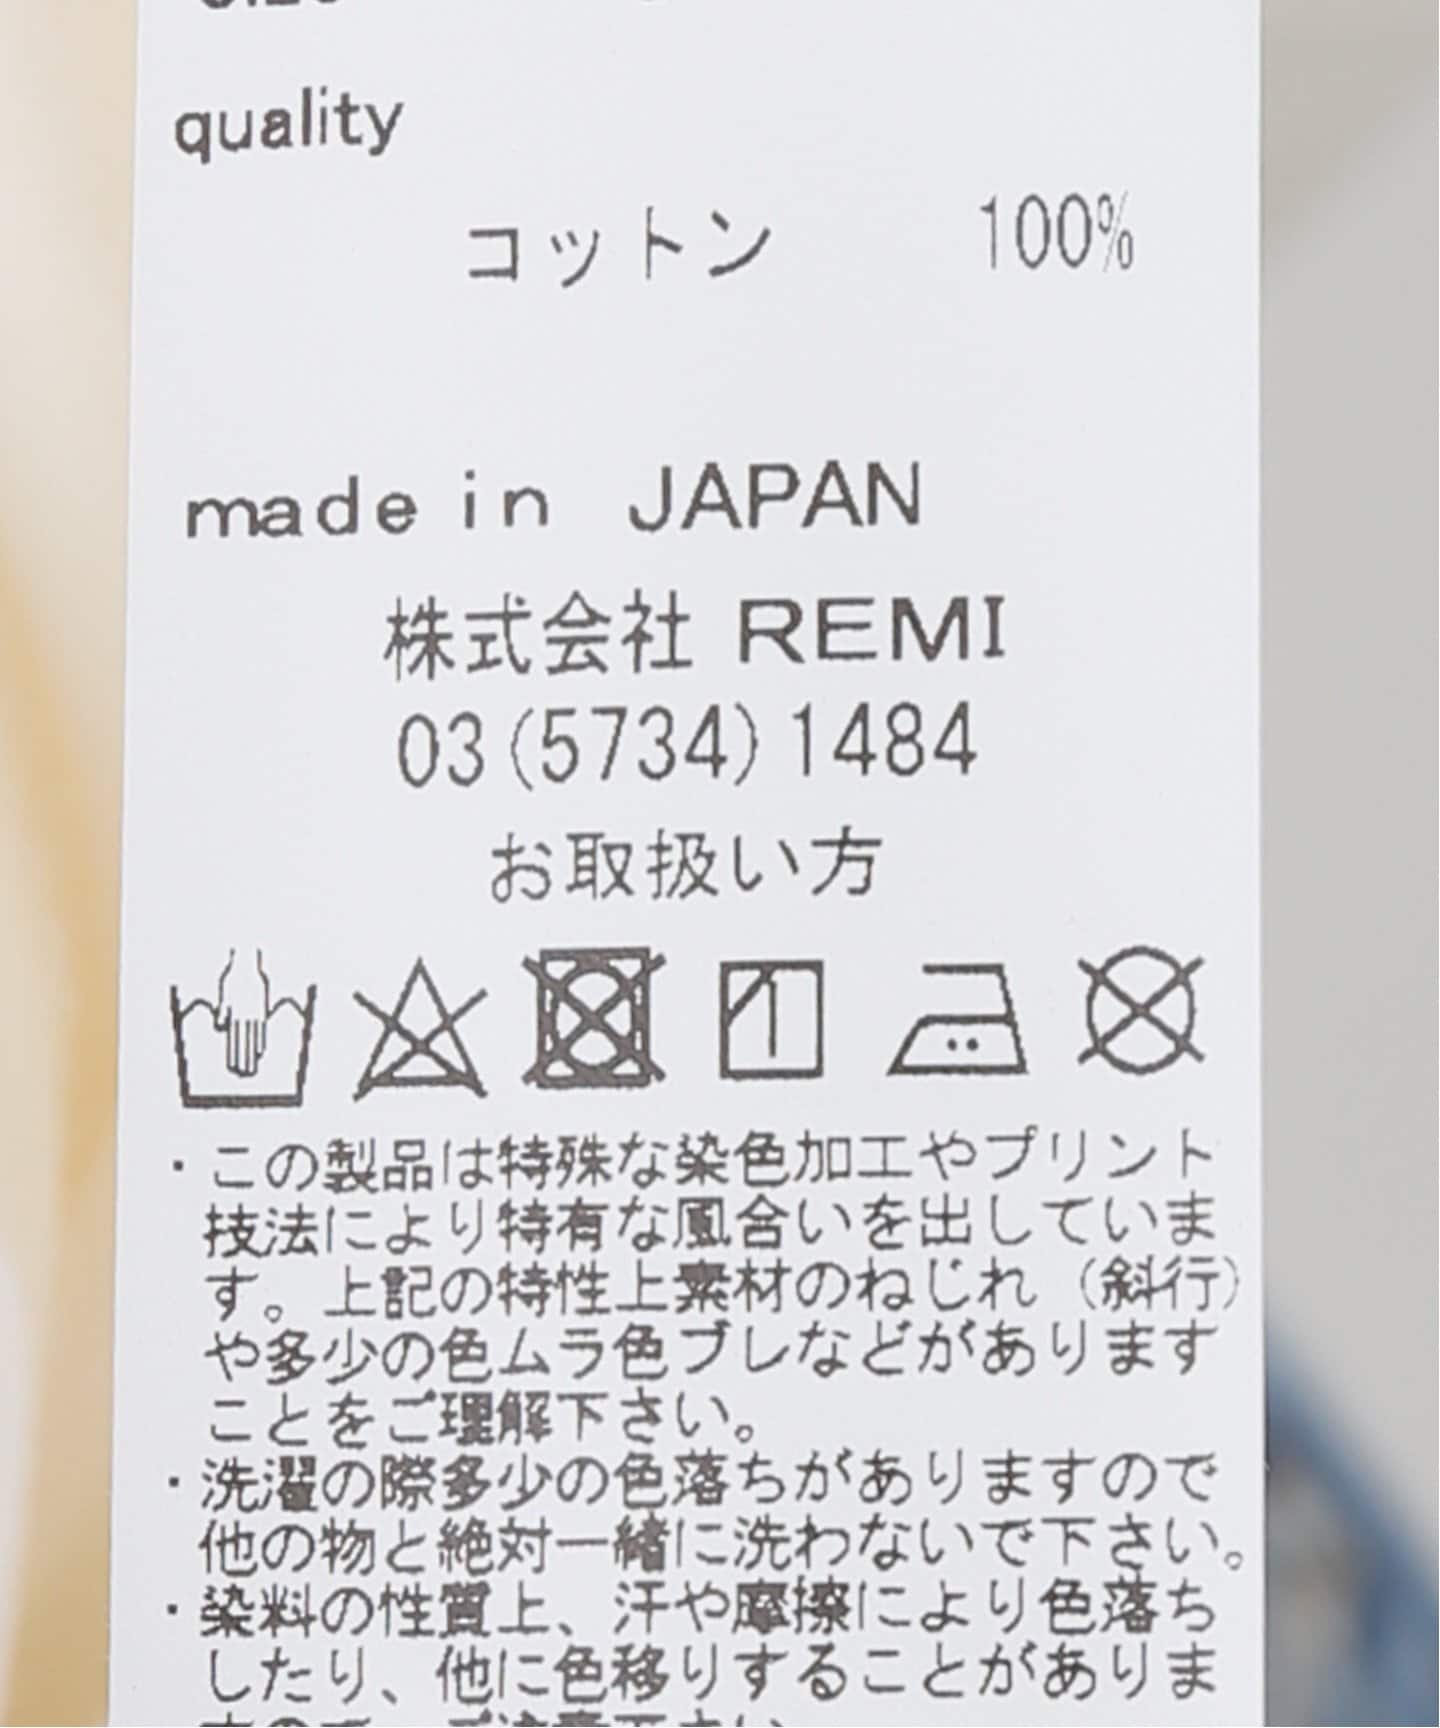 quality
コットン 100%
made in JAPAN
株式会社 REMI
03(5734)1484
お取扱い方
・この製品は特殊な染色加工やプリント
技法により特有な風合いを出していま
す。上記の特性上素材のねじれ（斜行）
や多少の色ムラ色ブレなどがあります
ことをご理解下さい。
・洗濯の際多少の色落ちがありますので
他の物と絶対一緒に洗わないで下さい。
・染料の性質上、汗や摩擦により色落ち
したり、他に色移りすることがありま